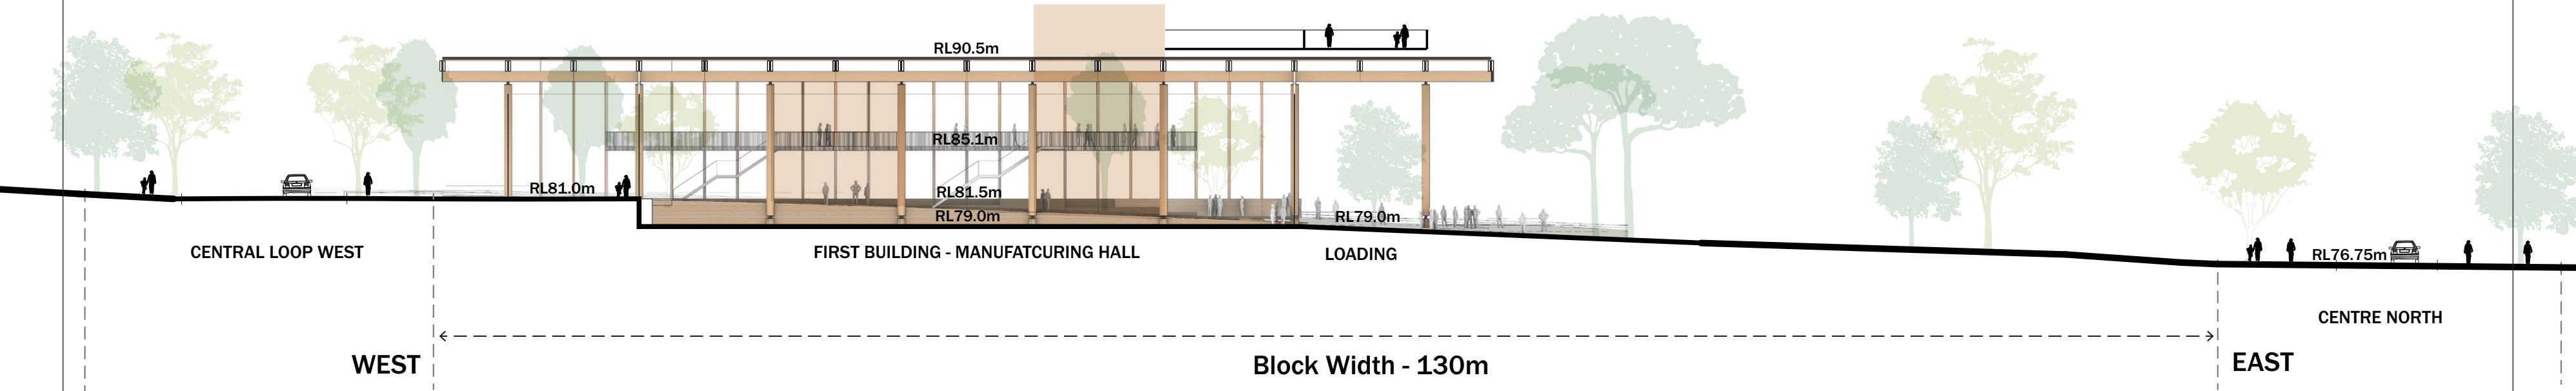 RL90.5m
RL85.1m
RL81.0m
RL81.5m
RL79.0m
RL79.0m
RL76.75m
CENTRAL LOOP WEST
FIRST BUILDING - MANUFATCURING HALL
LOADING
CENTRE NORTH
WEST
Block Width - 130m
EAST